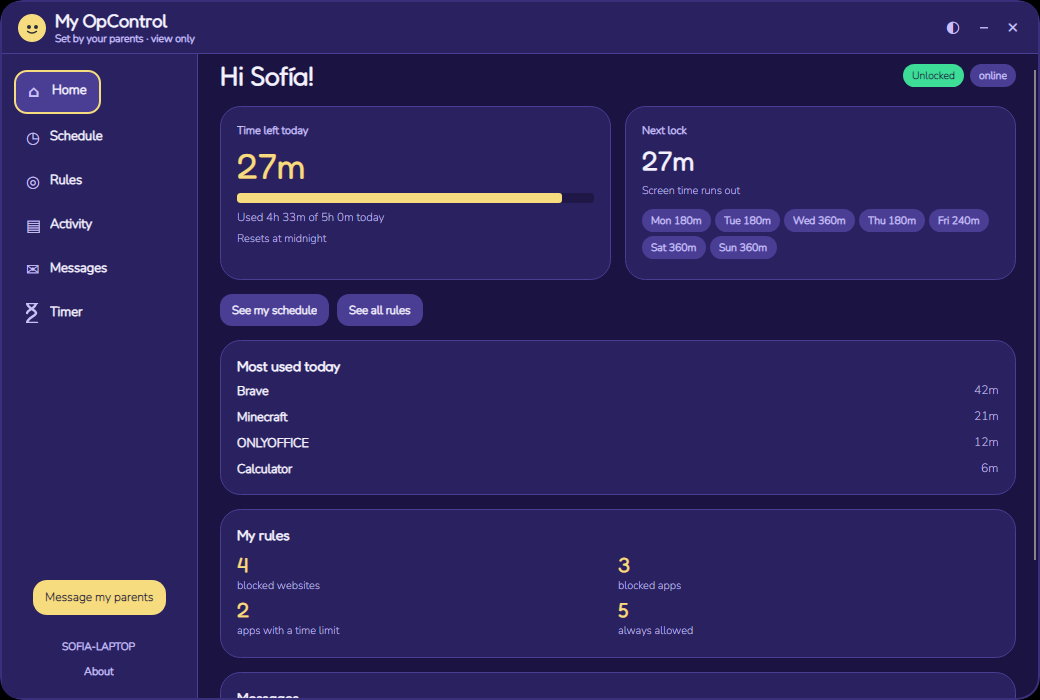 My OpControl
Set by your parents · view only
Home
Schedule
Rules
Activity
Messages
Timer
Message my parents
SOFIA-LAPTOP
About
Hi Sofía!
Unlocked
online
Time left today
27m
Used 4h 33m of 5h 0m today
Resets at midnight
Next lock
27m
Screen time runs out
Mon 180m Tue 180m Wed 360m Thu 180m Fri 240m
Sat 360m Sun 360m
See my schedule See all rules
Most used today
Brave 42m
Minecraft 21m
ONLYOFFICE 12m
Calculator 6m
My rules
4 3
blocked websites blocked apps
2 5
apps with a time limit always allowed
Messages